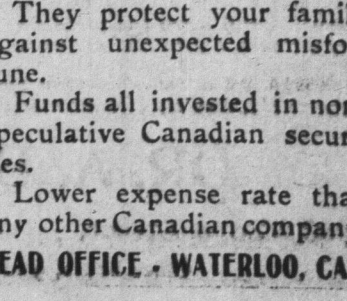 They protect your famil
gainst unexpected misfo
une.
Funds all invested in non
peculative Canadian secur
es.
Lower expense rate tha
ny other Canadian compan
EAD OFFICE - WATERLOO, CA